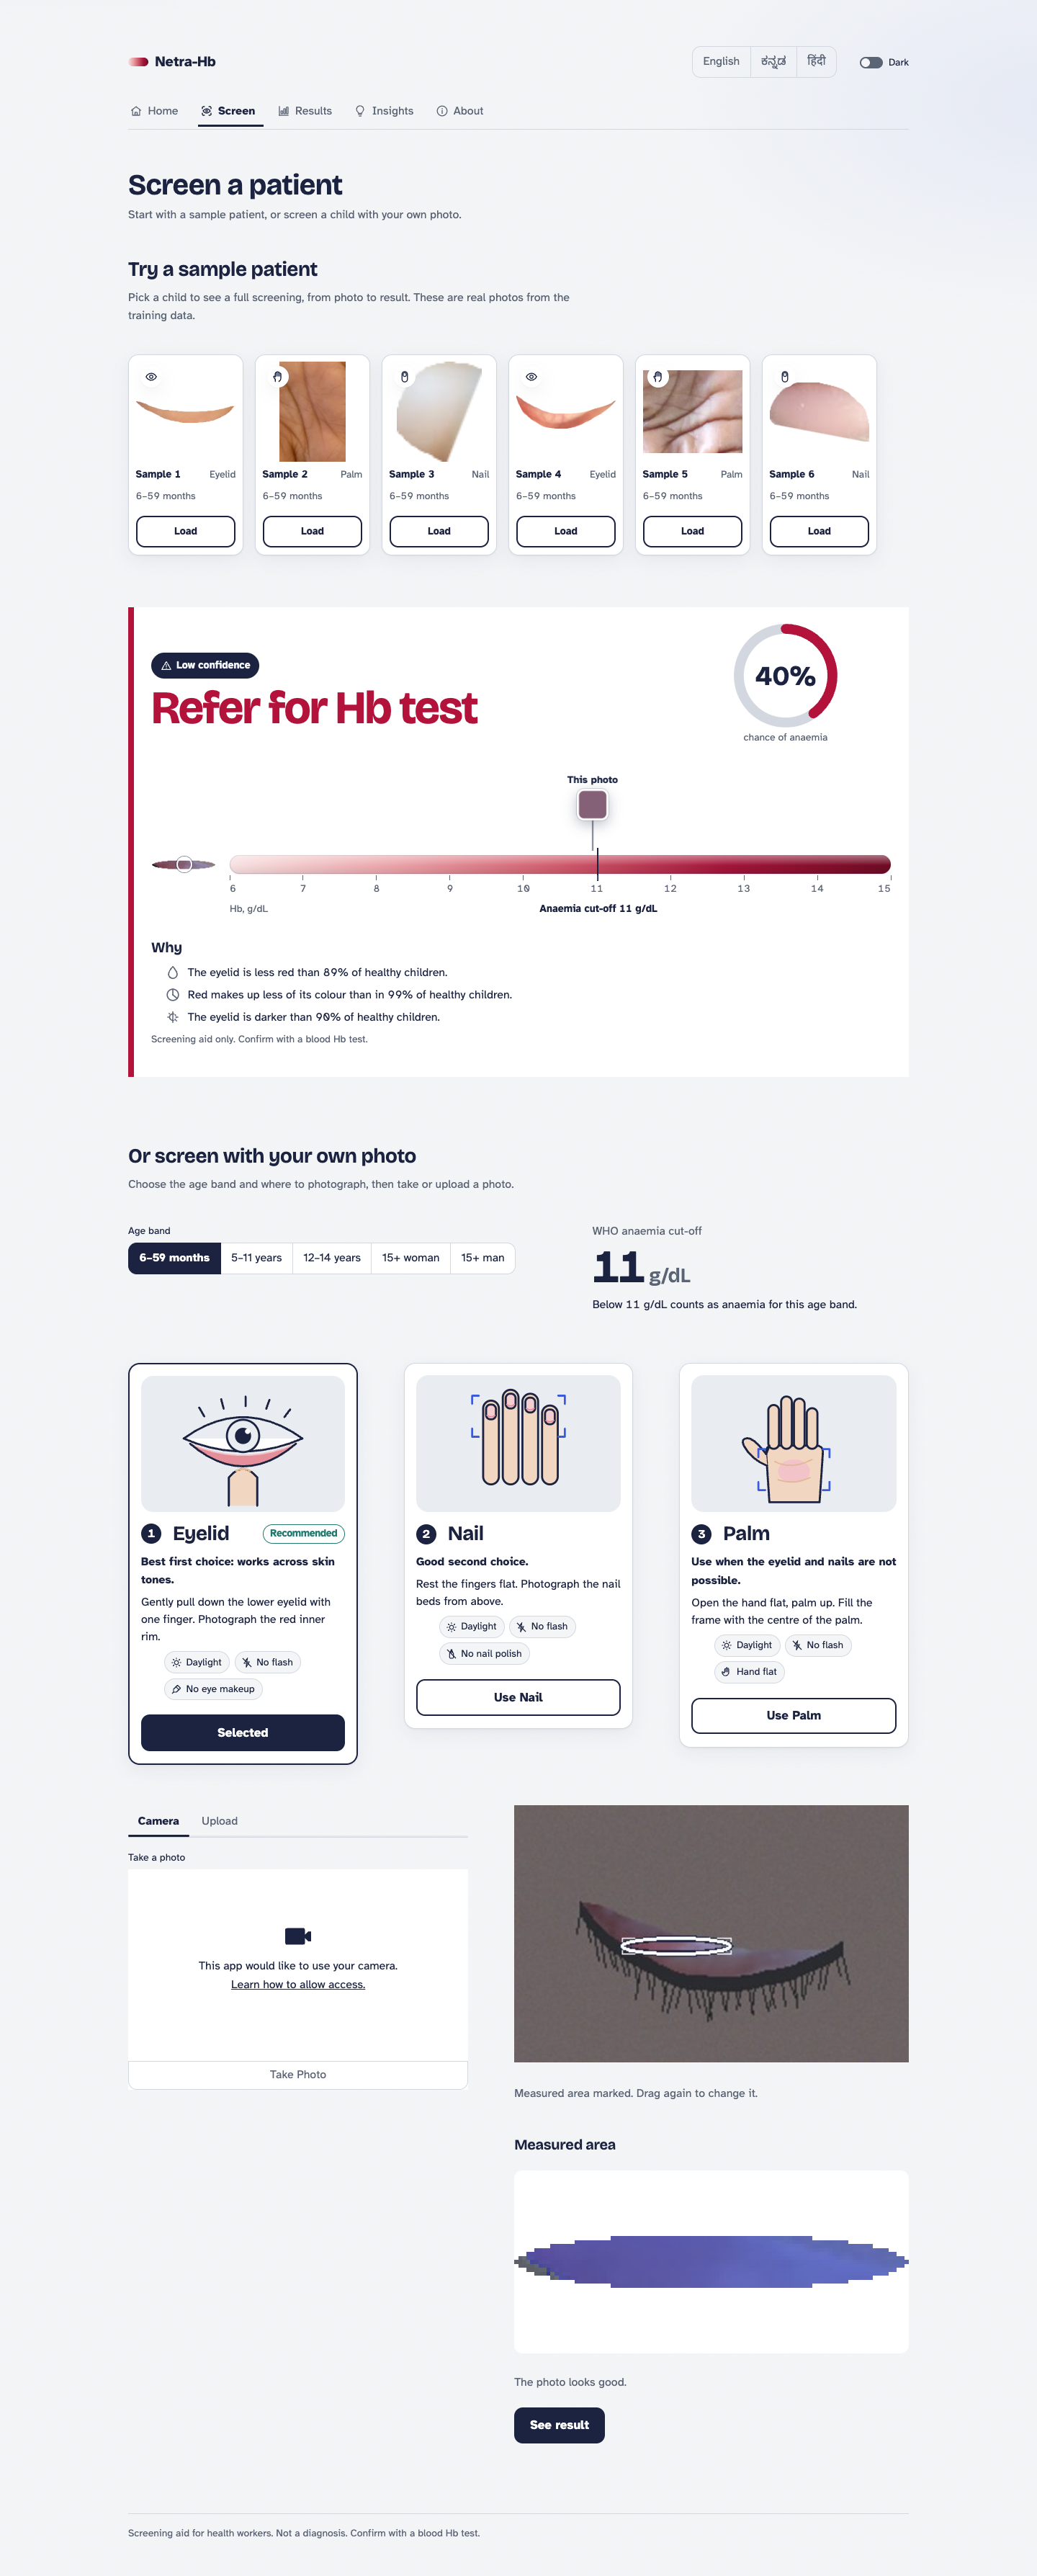 Netra-Hb
English ಕನ್ನಡ हिंदी Dark
Home Screen Results Insights About
Screen a patient
Start with a sample patient, or screen a child with your own photo.
Try a sample patient
Pick a child to see a full screening, from photo to result. These are real photos from the
training data.
Sample 1 Eyelid Sample 2 Palm Sample 3 Nail Sample 4 Eyelid Sample 5 Palm Sample 6 Nail
6–59 months 6–59 months 6–59 months 6–59 months 6–59 months 6–59 months
Load Load Load Load Load Load
Low confidence
Refer for Hb test
40%
chance of anaemia
This photo
6 7 8 9 10 11 12 13 14 15
Hb, g/dL Anaemia cut-off 11 g/dL
Why
The eyelid is less red than 89% of healthy children.
Red makes up less of its colour than in 99% of healthy children.
The eyelid is darker than 90% of healthy children.
Screening aid only. Confirm with a blood Hb test.
Or screen with your own photo
Choose the age band and where to photograph, then take or upload a photo.
Age band
6–59 months 5–11 years 12–14 years 15+ woman 15+ man
WHO anaemia cut-off
11 g/dL
Below 11 g/dL counts as anaemia for this age band.
1 Eyelid Recommended
Best first choice: works across skin
tones.
Gently pull down the lower eyelid with
one finger. Photograph the red inner
rim.
Daylight No flash
No eye makeup
Selected
2 Nail
Good second choice.
Rest the fingers flat. Photograph the nail
beds from above.
Daylight No flash
No nail polish
Use Nail
3 Palm
Use when the eyelid and nails are not
possible.
Open the hand flat, palm up. Fill the
frame with the centre of the palm.
Daylight No flash
Hand flat
Use Palm
Camera Upload
Take a photo
This app would like to use your camera.
Learn how to allow access.
Take Photo
Measured area marked. Drag again to change it.
Measured area
The photo looks good.
See result
Screening aid for health workers. Not a diagnosis. Confirm with a blood Hb test.